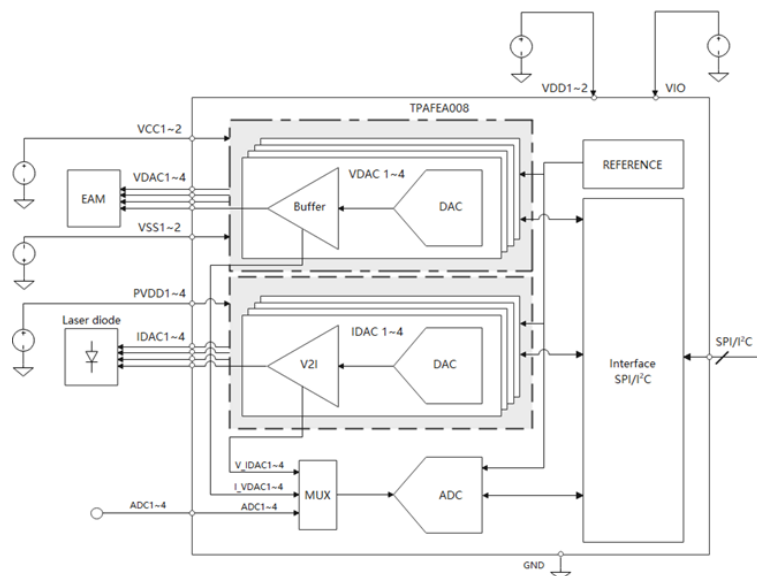 VDD1~2
VIO
TPAFEA008
VCC1~2
VDAC1~4
EAM
VSS1~2
VDAC 1~4
Buffer
DAC
REFERENCE
PVDD1~4
Laser diode
IDAC1~4
IDAC 1~4
V2I
DAC
Interface
SPI/I²C
SPI/I²C
V_IDAC1~4
I_VDAC1~4
ADC1~4
ADC1~4
MUX
ADC
GND